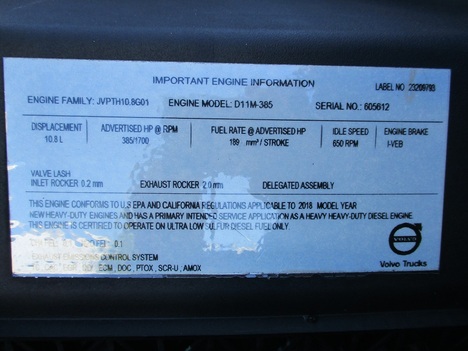 IMPORTANT ENGINE INFORMATION
LABEL NO
ENGINE FAMILY: JVPTH10.8G01 ENGINE MODEL: D11M-385 SERIAL NO.: 605612
DISPLACEMENT ADVERTISED HP @ RPM FUEL RATE @ ADVERTISED HP IDLE SPEED ENGINE BRAKE
10.8 L 385/1700 189 mm³ / STROKE 650 RPM I-VEB
VALVE LASH
INLET ROCKER 0.2 mm EXHAUST ROCKER 2.0 mm DELEGATED ASSEMBLY
THIS ENGINE CONFORMS TO U.S EPA AND CALIFORNIA REGULATIONS APPLICABLE TO 2018 MODEL YEAR
NEW HEAVY-DUTY ENGINES AND HAS A PRIMARY INTENDED SERVICE APPLICATION AS A HEAVY HEAVY-DUTY DIESEL ENGINE.
THIS ENGINE IS CERTIFIED TO OPERATE ON ULTRA LOW SULFUR DIESEL FUEL ONLY.
0.1
EXHAUST EMISSIONS CONTROL SYSTEM
ECM, DOC, PTOX, SCR-U, AMOX
VOLVO
Volvo Trucks